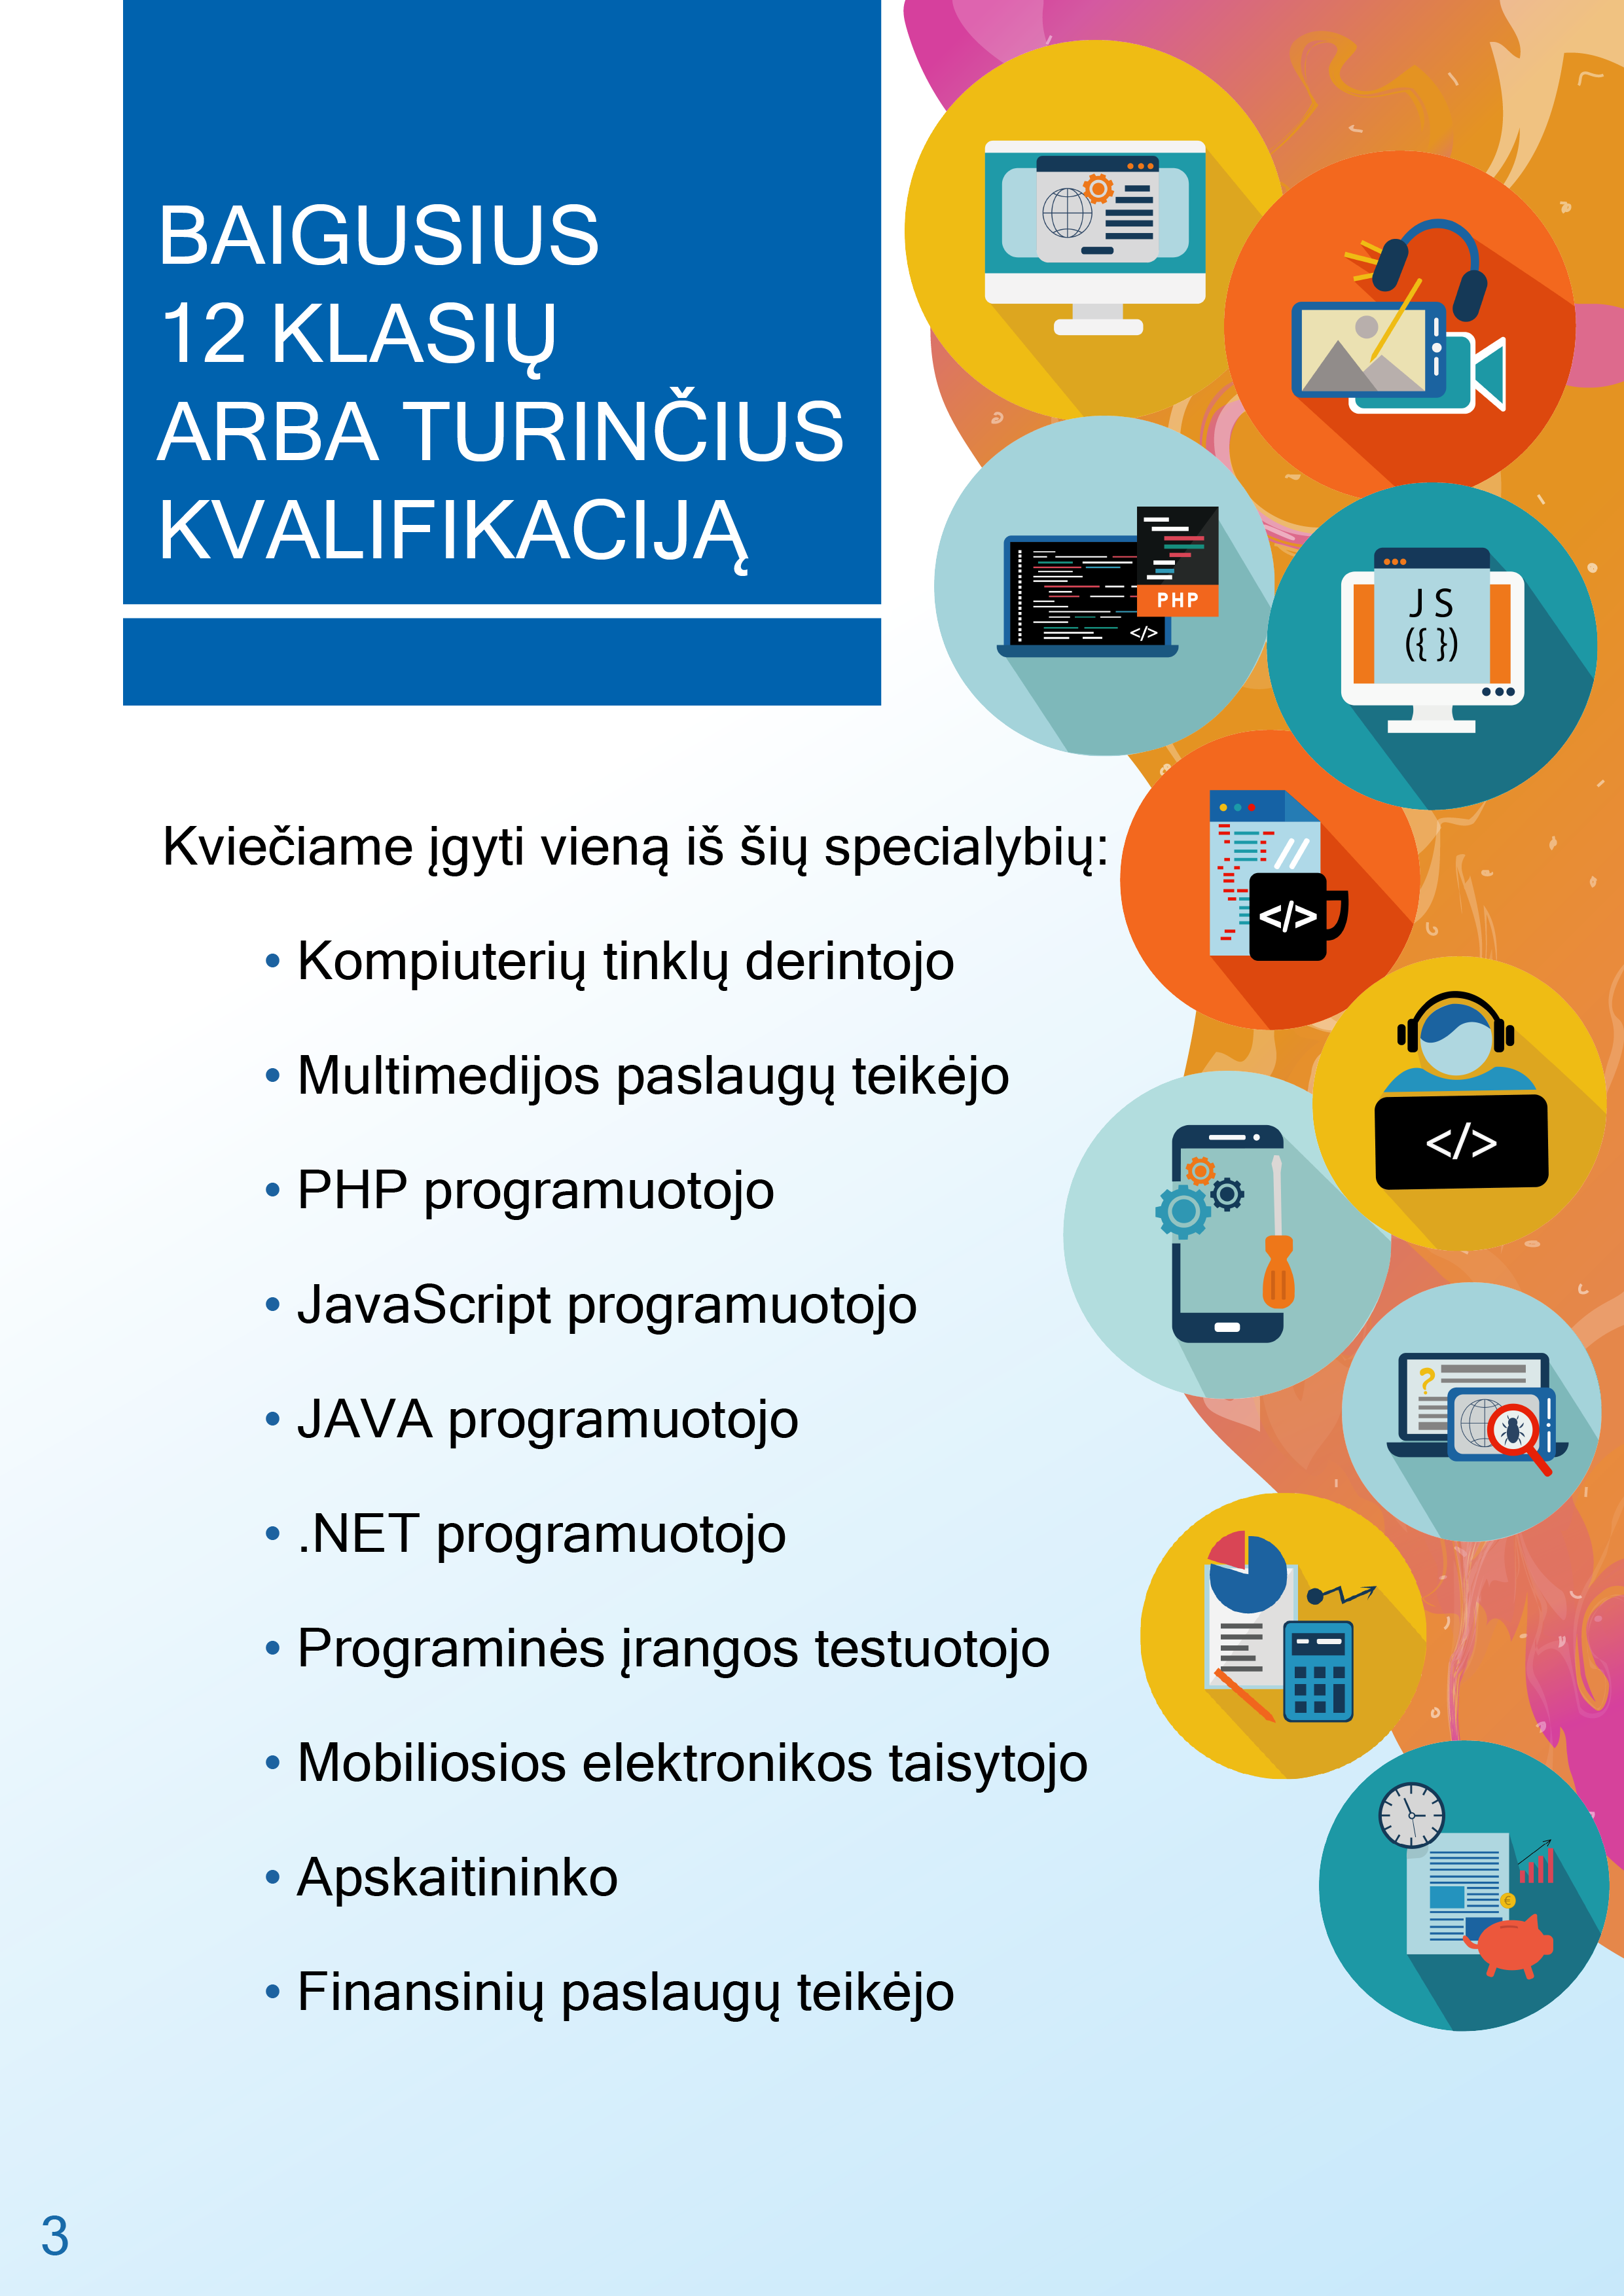 BAIGUSIUS
12 KLASIŲ
ARBA TURINČIUS
KVALIFIKACIJĄ
PHP
</>
J S
({ })
Kviečiame įgyti vieną iš šių specialybių:
</>
• Kompiuterių tinklų derintojo
• Multimedijos paslaugų teikėjo
</>
• PHP programuotojo
• JavaScript programuotojo
• JAVA programuotojo
?
• .NET programuotojo
• Programinės įrangos testuotojo
• Mobiliosios elektronikos taisytojo
• Apskaitininko
€
• Finansinių paslaugų teikėjo
3